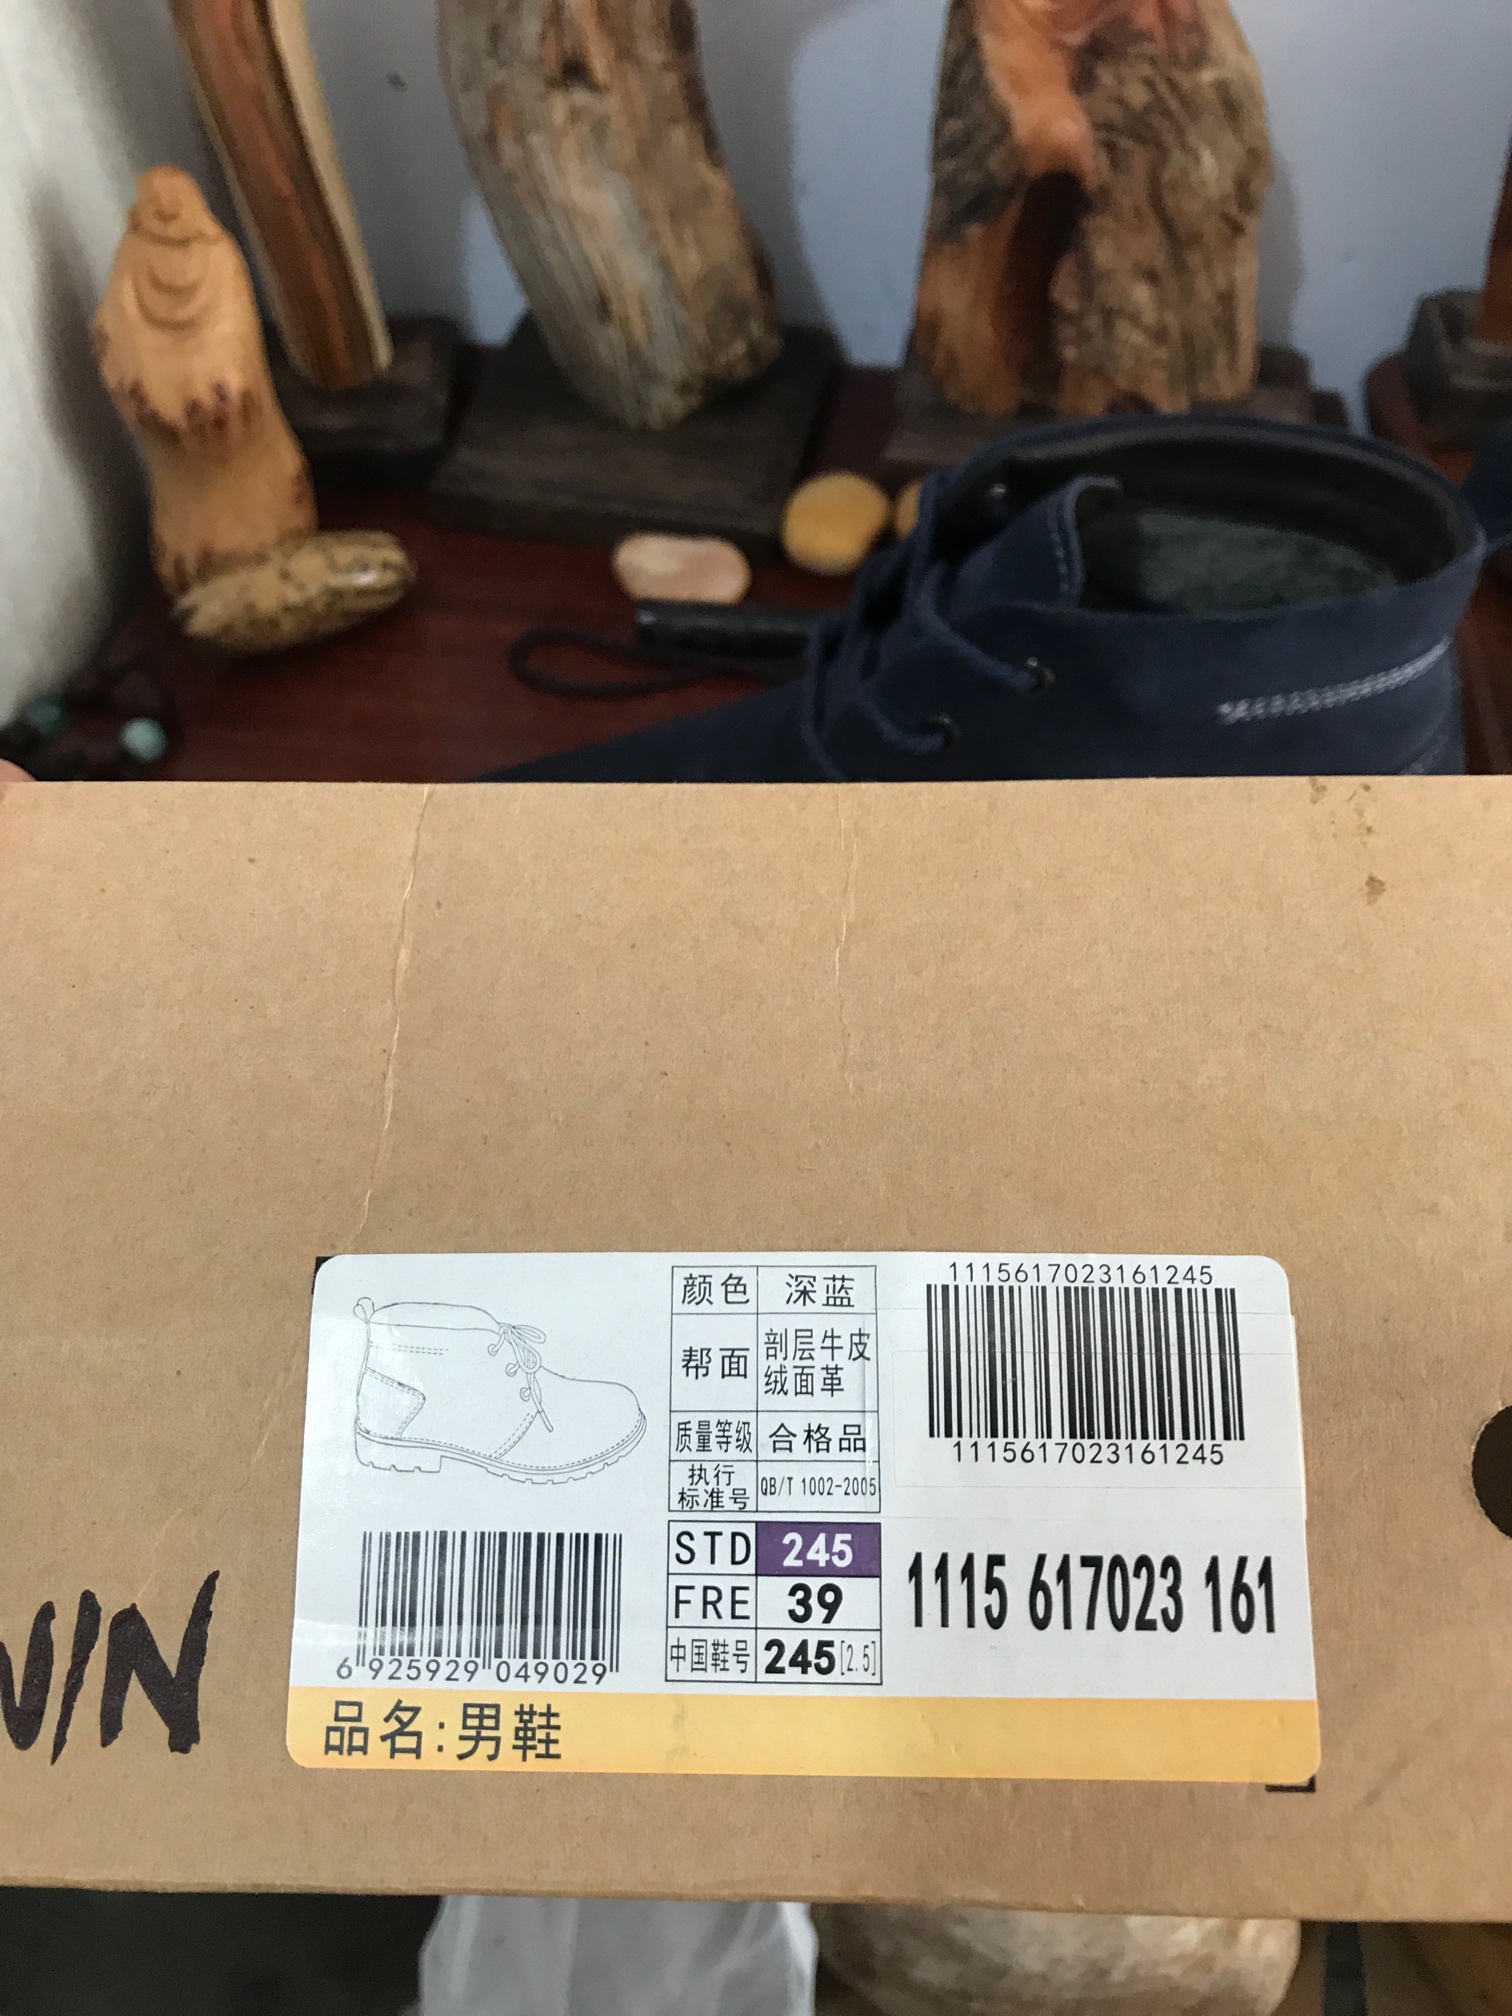 颜色 深蓝
帮面 剖层牛皮
绒面革
质量等级 合格品
执行
标准号 QB/T 1002-2005
STD 245
FRE 39
中国鞋号 245[2.5]
1115617023161245
1115617023161245
1115 617023 161
6 925929 049029
品名:男鞋